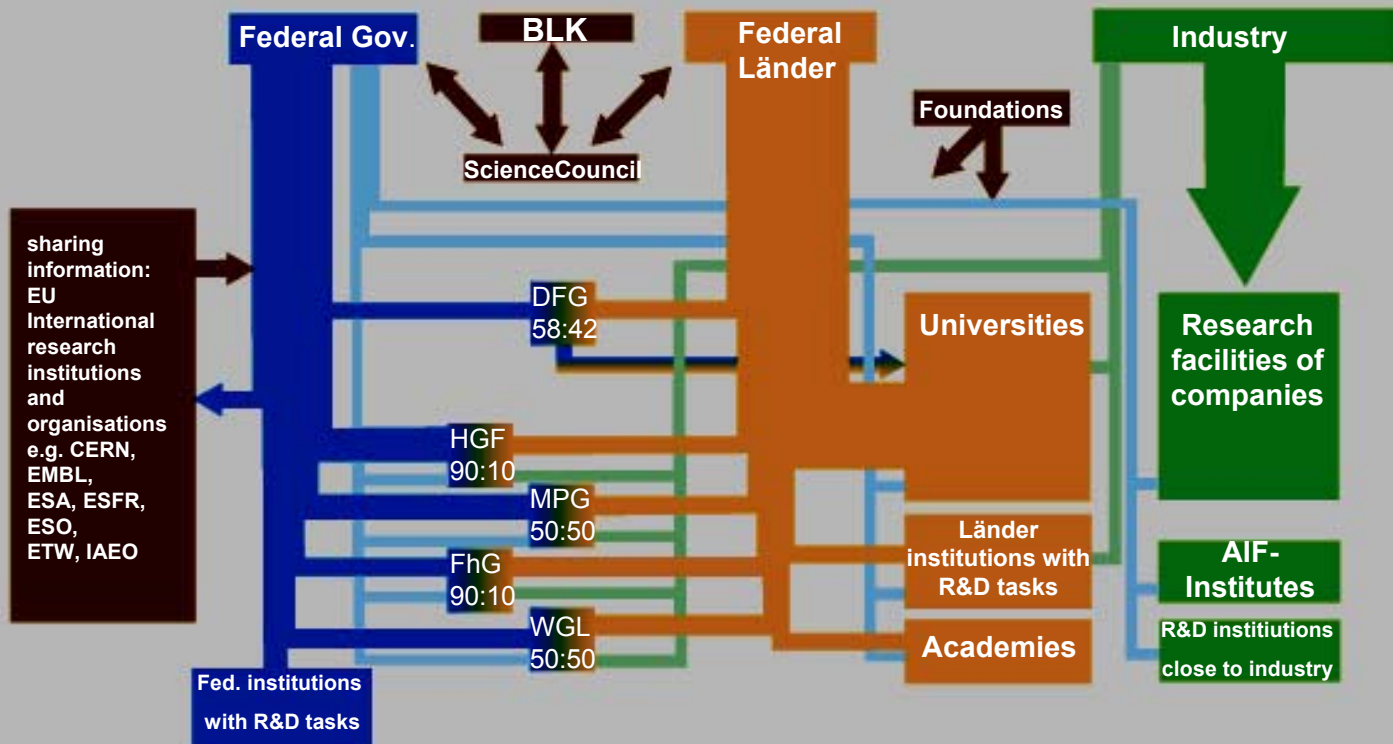 Federal Gov.
BLK
Federal
Länder
Industry
Foundations
ScienceCouncil
sharing
information:
EU
International
research
institutions
and
organisations
e.g. CERN,
EMBL,
ESA, ESFR,
ESO,
ETW, IAEO
DFG
58:42
HGF
90:10
MPG
50:50
FhG
90:10
WGL
50:50
Universities
Länder
institutions with
R&D tasks
Academies
Research
facilities of
companies
AIF-
Institutes
R&D institiutions
close to industry
Fed. institutions
with R&D tasks